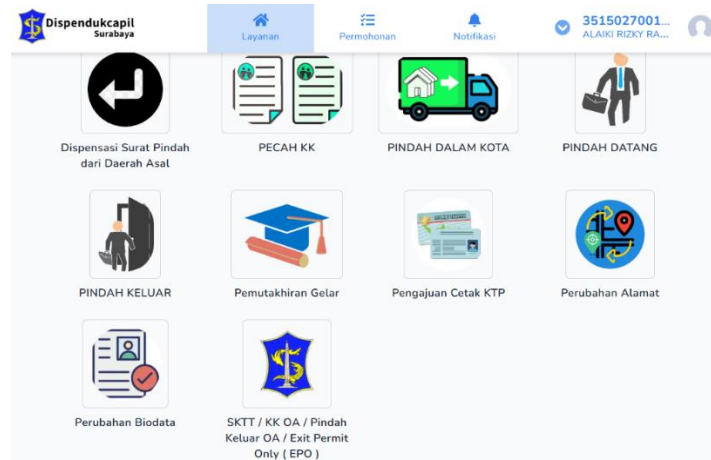 Dispendukcapil
Surabaya
Layanan
Permohonan
Notifikasi
3515027001...
ALAIKI RIZKY RA...
Dispensasi Surat Pindah
dari Daerah Asal
PECAH KK
PINDAH DALAM KOTA
PINDAH DATANG
PINDAH KELUAR
Pemutakhiran Gelar
Pengajuan Cetak KTP
Perubahan Alamat
Perubahan Biodata
SKTT / KK OA / Pindah
Keluar OA / Exit Permit
Only ( EPO )